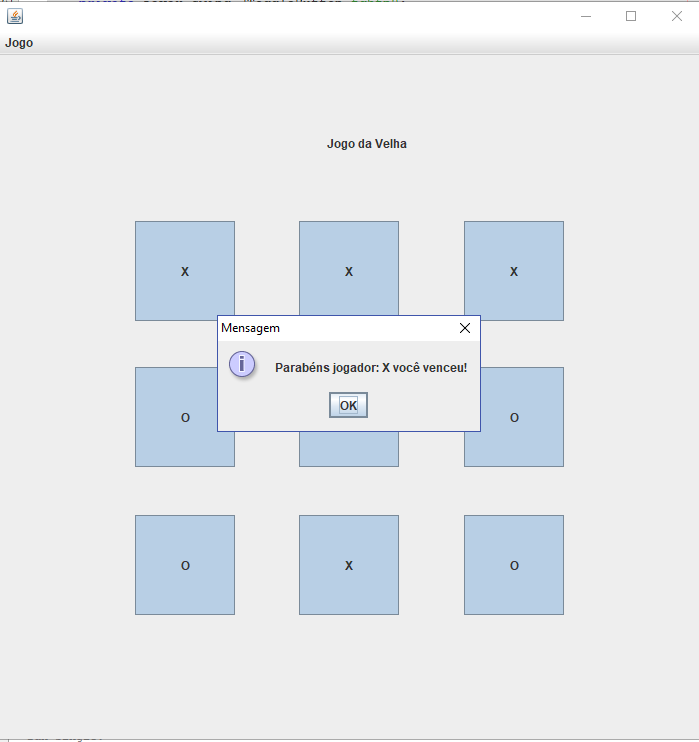 Jogo
Jogo da Velha
X X X
Mensagem
Parabéns jogador: X você venceu!
OK
O O
O X O